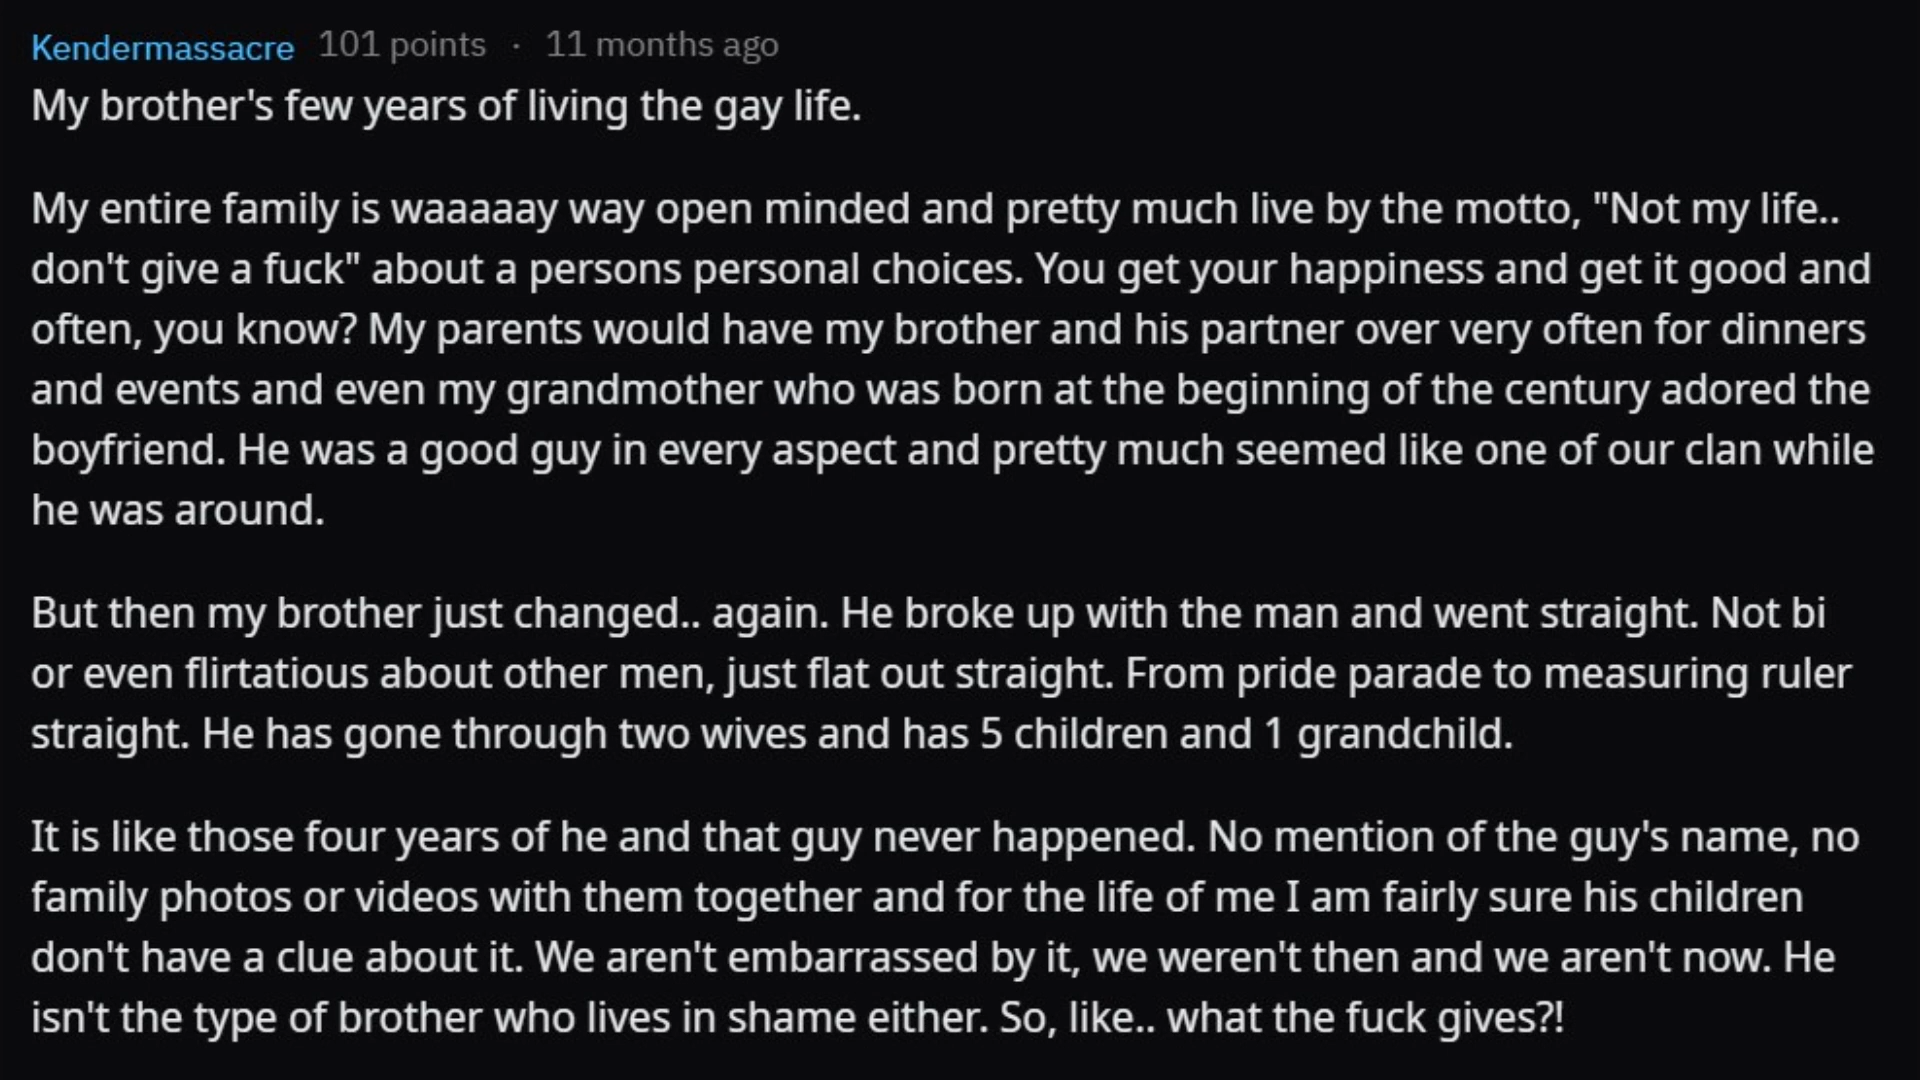 Kendermassacre 101 points · 11 months ago
My brother's few years of living the gay life.
My entire family is waaaaay way open minded and pretty much live by the motto, "Not my life..
don't give a fuck" about a persons personal choices. You get your happiness and get it good and
often, you know? My parents would have my brother and his partner over very often for dinners
and events and even my grandmother who was born at the beginning of the century adored the
boyfriend. He was a good guy in every aspect and pretty much seemed like one of our clan while
he was around.
But then my brother just changed.. again. He broke up with the man and went straight. Not bi
or even flirtatious about other men, just flat out straight. From pride parade to measuring ruler
straight. He has gone through two wives and has 5 children and 1 grandchild.
It is like those four years of he and that guy never happened. No mention of the guy's name, no
family photos or videos with them together and for the life of me I am fairly sure his children
don't have a clue about it. We aren't embarrassed by it, we weren't then and we aren't now. He
isn't the type of brother who lives in shame either. So, like.. what the fuck gives?!